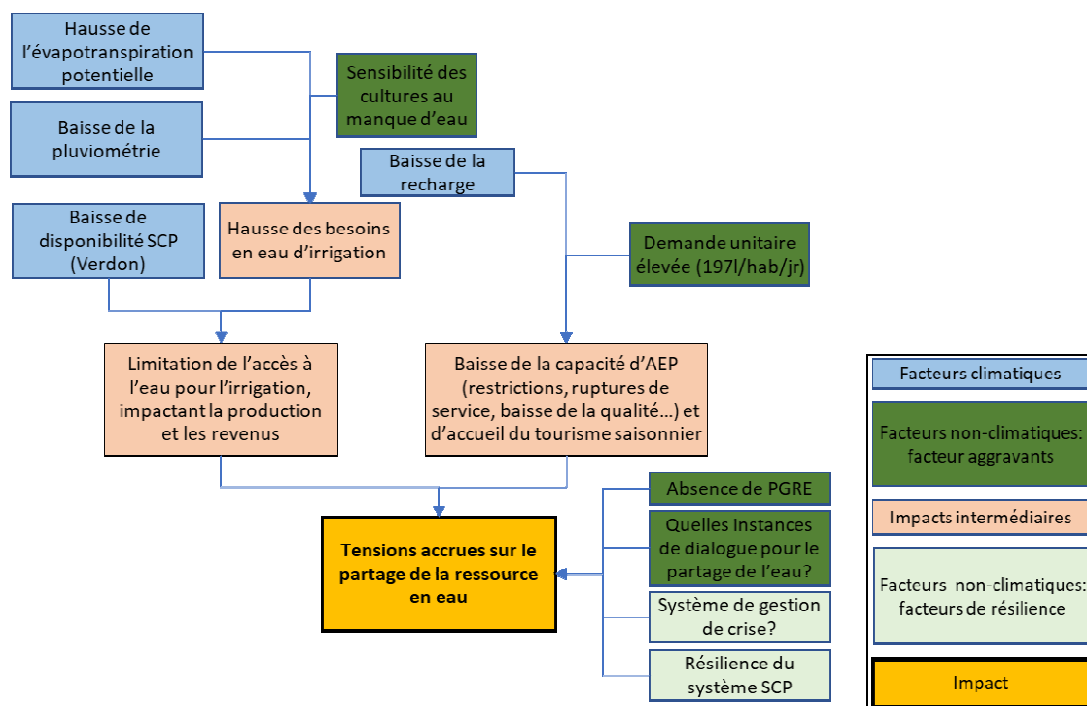 Hausse de
l'évapotranspiration
potentielle
Sensibilité des
cultures au
manque d'eau
Baisse de la
pluviométrie
Baisse de la
recharge
Baisse de
disponibilité SCP
(Verdon)
Hausse des besoins
en eau d'irrigation
Demande unitaire
élevée (197l/hab/jr)
Limitation de l'accès à
l'eau pour l'irrigation,
impactant la production
et les revenus
Baisse de la capacité d'AEP
(restrictions, ruptures de
service, baisse de la qualité...) et
d'accueil du tourisme saisonnier
Absence de PGRE
Quelles Instances
de dialogue pour le
partage de l'eau?
Système de gestion
de crise?
Résilience du
système SCP
Tensions accrues sur le
partage de la ressource
en eau
Facteurs climatiques
Facteurs non-climatiques:
facteur aggravants
Impacts intermédiaires
Facteurs non-climatiques:
facteurs de résilience
Impact